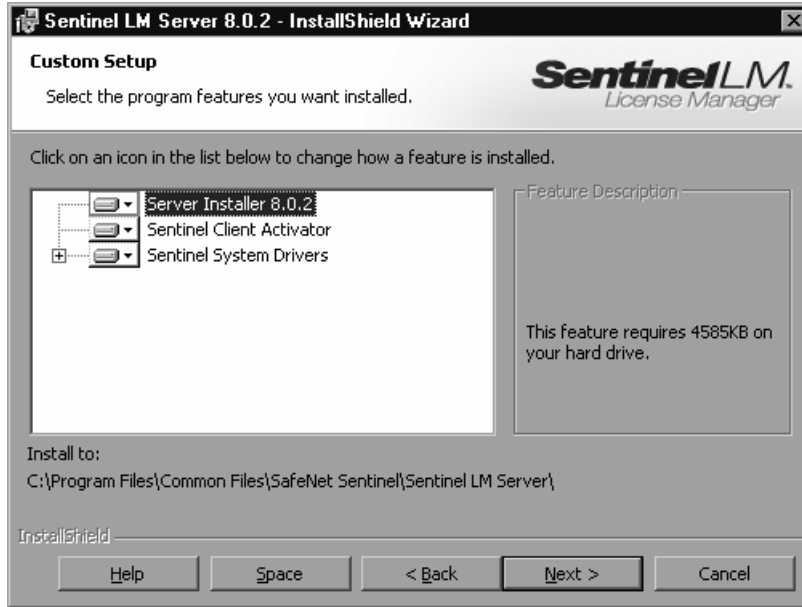 Sentinel LM Server 8.0.2 - InstallShield Wizard
Custom Setup
Select the program features you want installed.
SentinelLM.
License Manager
Click on an icon in the list below to change how a feature is installed.
Server Installer 8.0.2
Sentinel Client Activator
Sentinel System Drivers
Feature Description
This feature requires 4585KB on
your hard drive.
Install to:
C:\Program Files\Common Files\SafeNet Sentinel\Sentinel LM Server\
InstallShield
Help
Space
< Back
Next >
Cancel